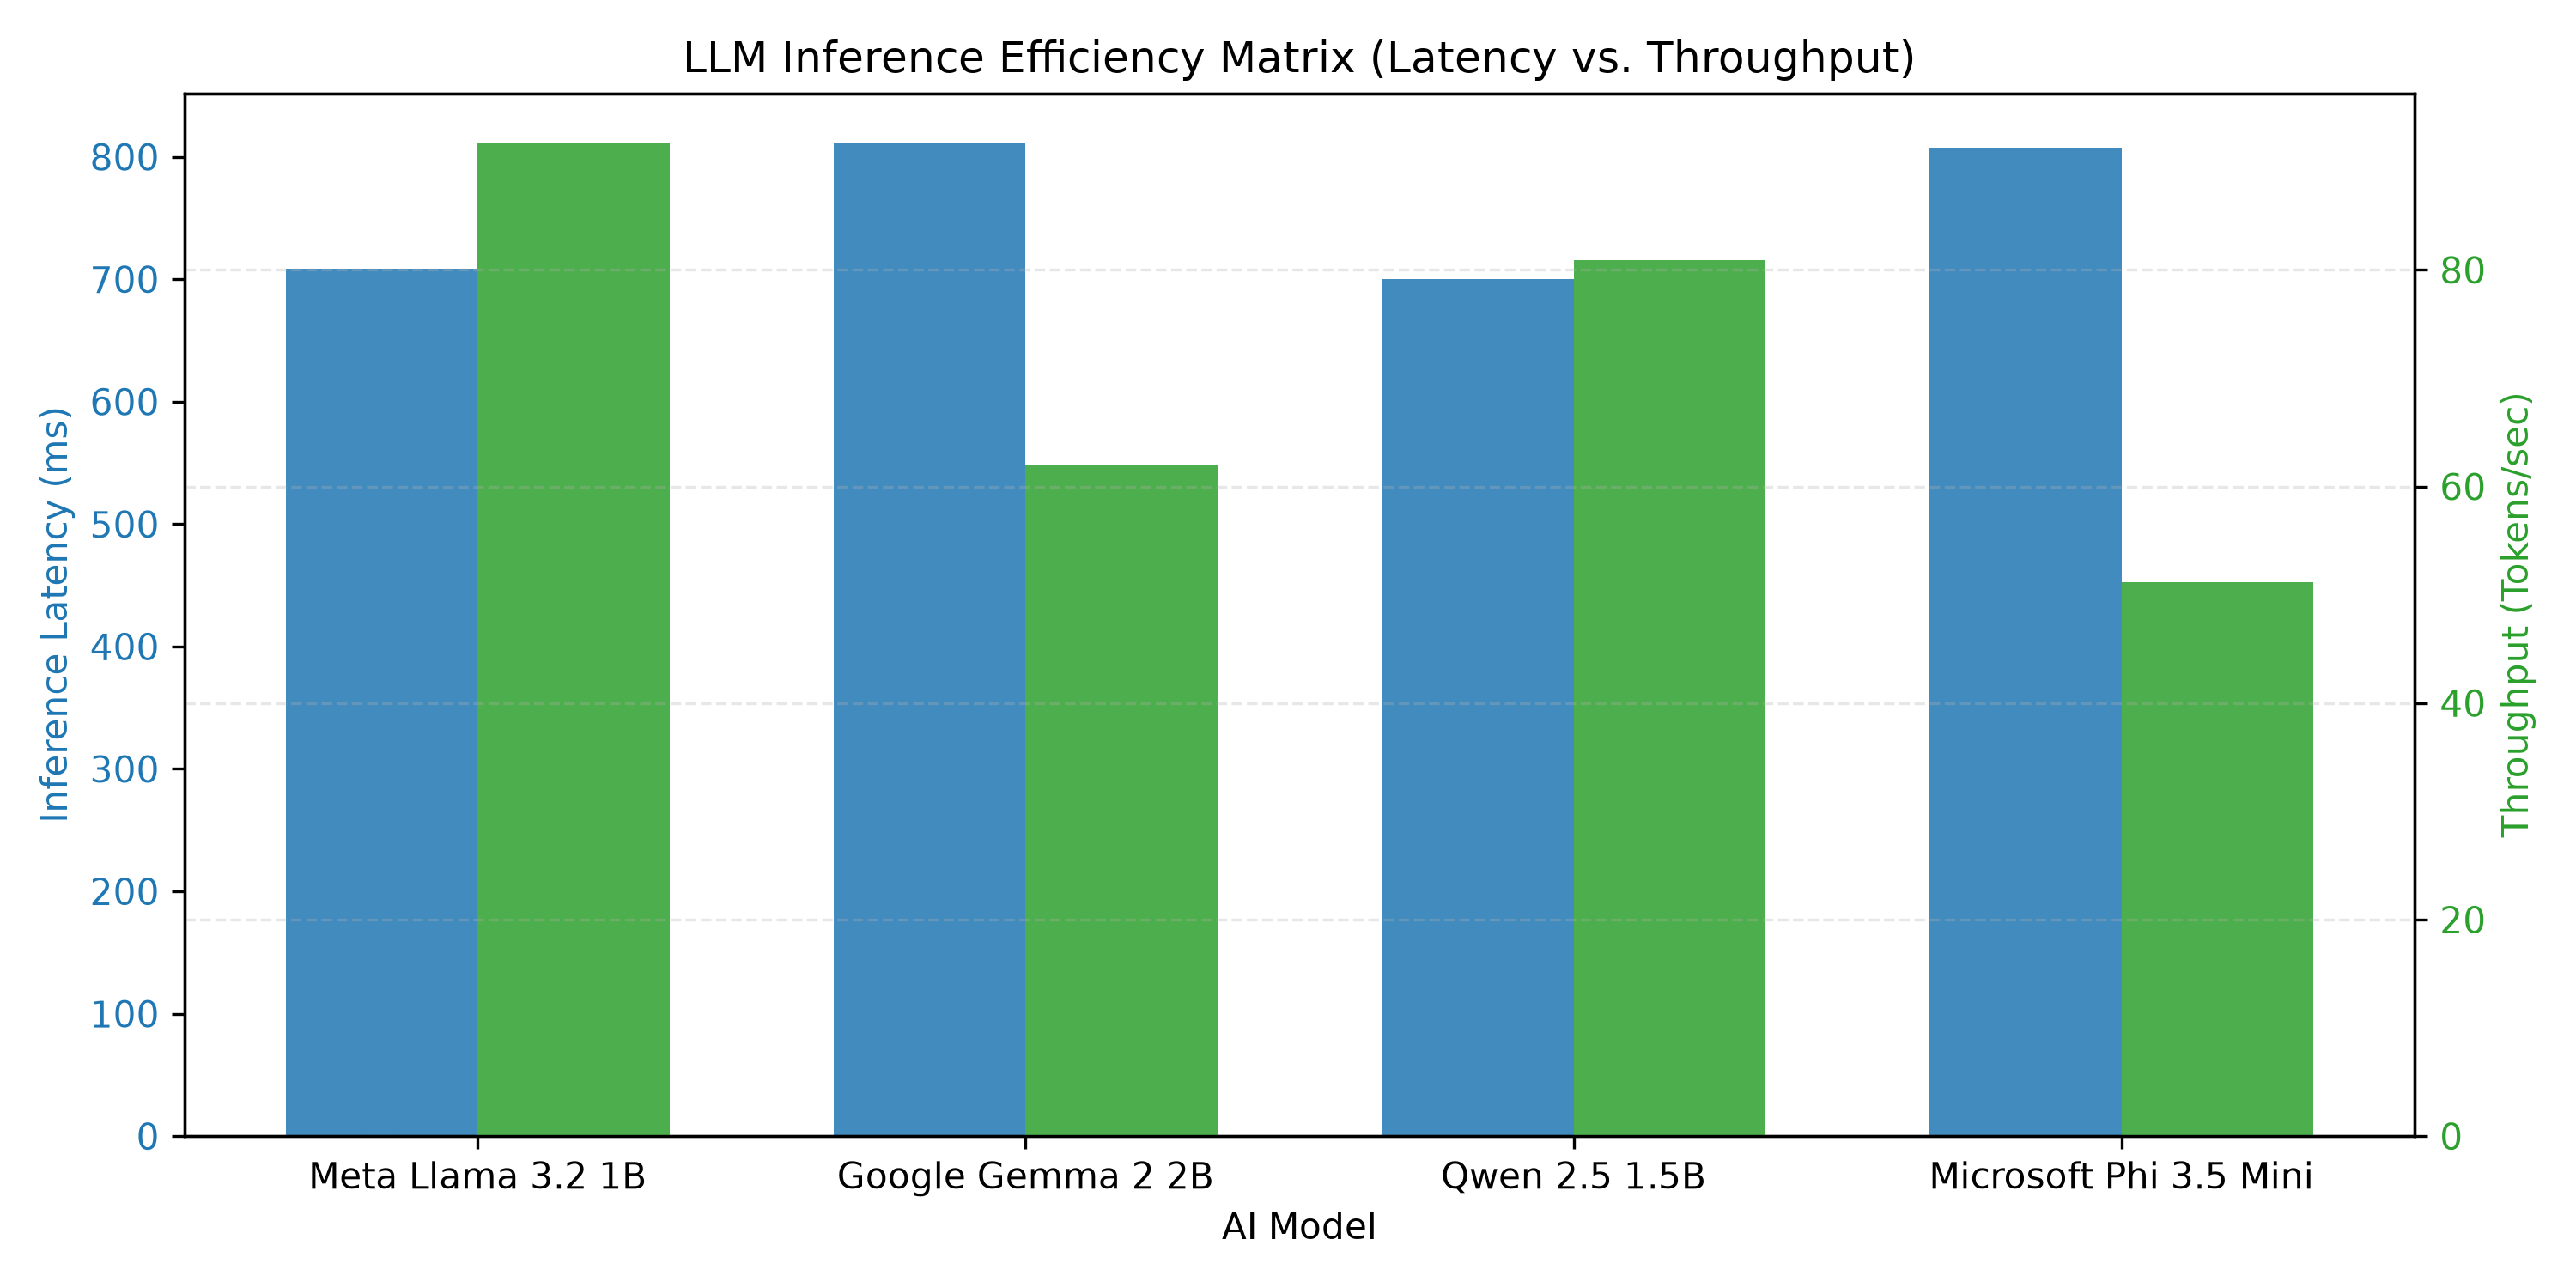 LLM Inference Efficiency Matrix (Latency vs. Throughput)
Inference Latency (ms)
800
700
600
500
400
300
200
100
0
80
60
40
20
0
Throughput (Tokens/sec)
Meta Llama 3.2 1B
Google Gemma 2 2B
Qwen 2.5 1.5B
Microsoft Phi 3.5 Mini
AI Model